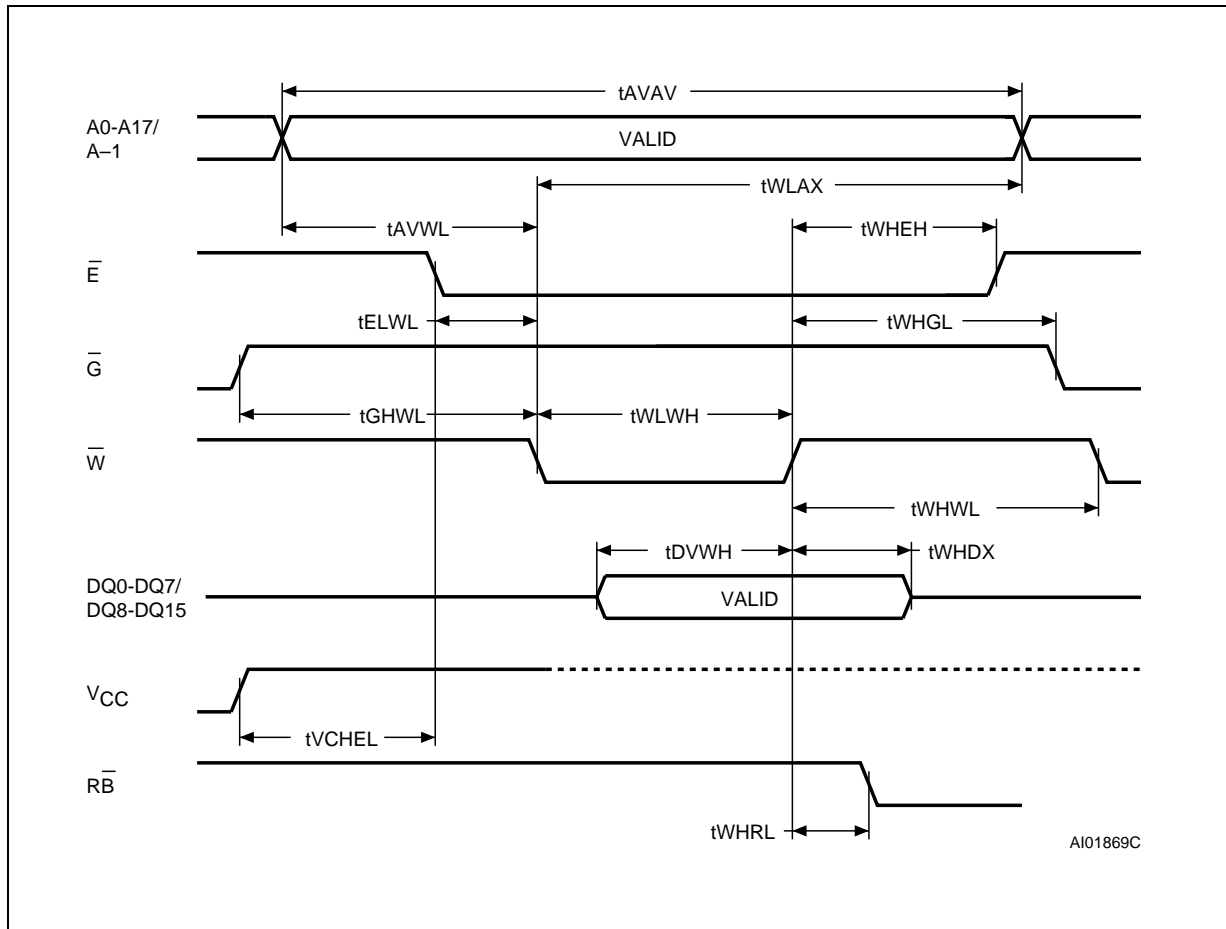 tAVAV
A0-A17/
A–1
VALID
tWLAX
tAVWL
tWHEH
E̅
tELWL
tWHGL
G̅
tGHWL
tWLWH
W̅
tWHWL
tDVWH
tWHDX
DQ0-DQ7/
DQ8-DQ15
VALID
VCC
tVCHEL
RB̅
tWHRL
AI01869C